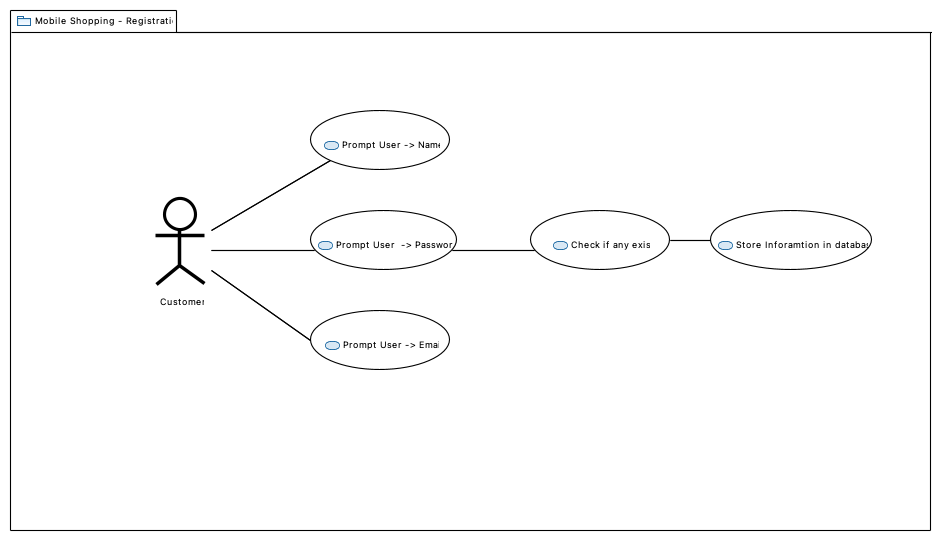 Mobile Shopping - Registrati
Prompt User -> Name
Prompt User -> Passwor
Check if any exis
Store Inforamtion in databa
Prompt User -> Emai
Customer